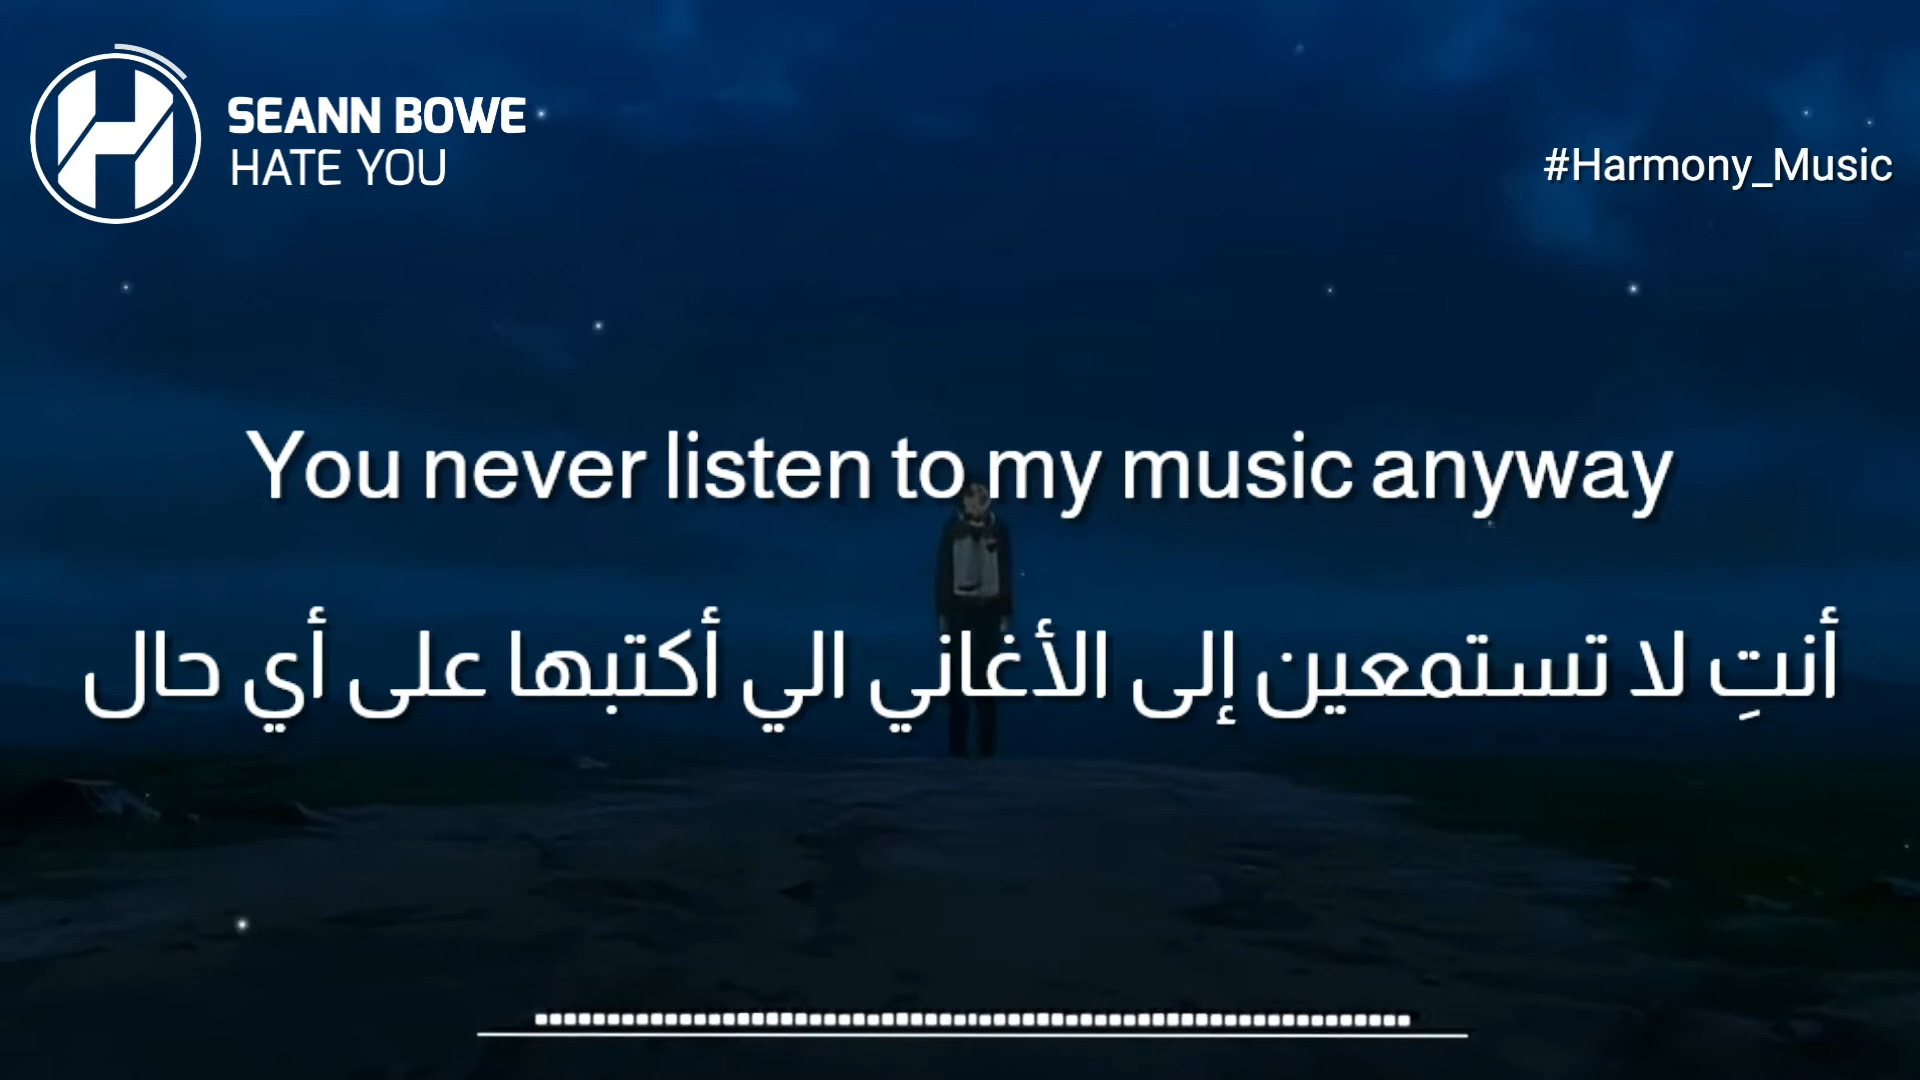 SEANN BOWE
HATE YOU
#Harmony_Music
You never listen to my music anyway
أنتِ لا تستمعين إلى الأغاني الي أكتبها على أي حال